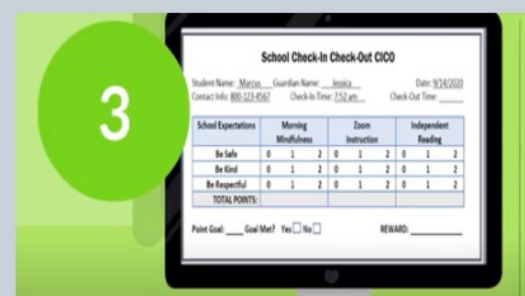 3
School Check-In Check-Out CICO
Student Name: Marcus Guardian Name: Jessica Date: 9/14/2020
Contact Info: 800-123-4567 Check-In Time: 7:52 am Check-Out Time: ______
School Expectations Morning Mindfulness Zoom Instruction Independent Reading
Be Safe 0 1 2 0 1 2 0 1 2
Be Kind 0 1 2 0 1 2 0 1 2
Be Respectful 0 1 2 0 1 2 0 1 2
TOTAL POINTS:
Point Goal: ____ Goal Met? Yes No REWARD: ________